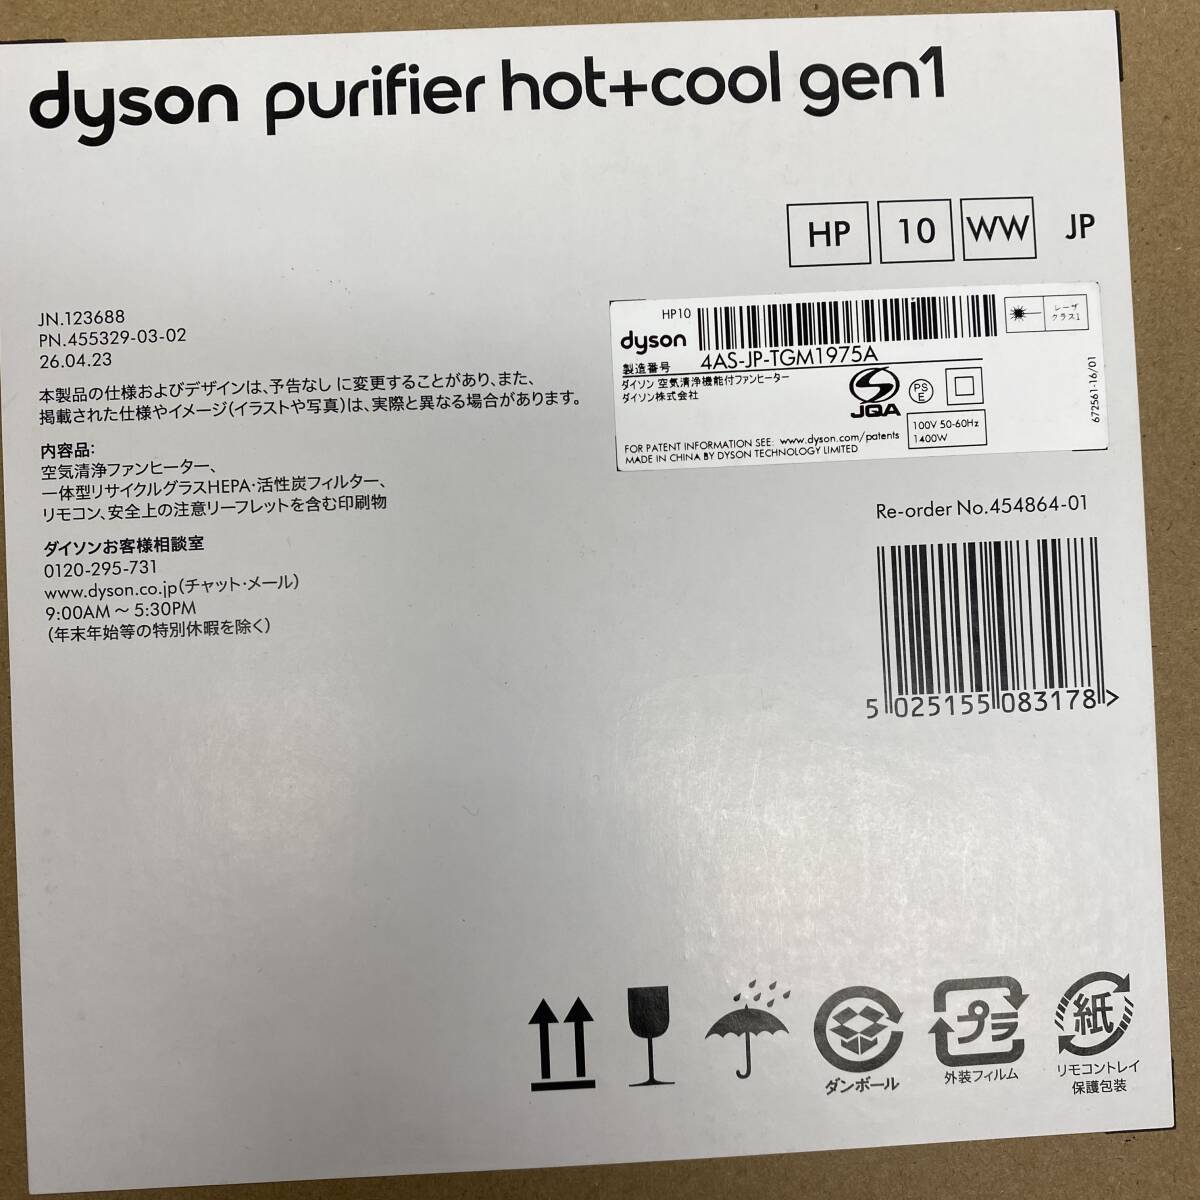 dyson purifier hot+cool gen1
HP 10 WW JP
JN.123688
PN.455329-03-02
26.04.23
本製品の仕様およびデザインは、予告なしに変更することがあり、また、
掲載された仕様やイメージ(イラストや写真)は、実際と異なる場合があります。
内容品:
空気清浄ファンヒーター、
一体型リサイクルグラスHEPA・活性炭フィルター、
リモコン、安全上の注意リーフレットを含む印刷物
ダイソンお客様相談室
0120-295-731
www.dyson.co.jp(チャット・メール)
9:00AM ~ 5:30PM
(年末年始等の特別休暇を除く)
HP10
dyson
製造番号 4AS-JP-TGM1975A
ダイソン 空気清浄機能付ファンヒーター
ダイソン株式会社
JQA
PS
E
レーザ
クラス1
100V 50-60Hz
1400W
FOR PATENT INFORMATION SEE: www.dyson.com/patents
MADE IN CHINA BY DYSON TECHNOLOGY LIMITED
672561-16/01
Re-order No.454864-01
5 025155 083178 >
ダンボール
プラ
外装フィルム
紙
リモコントレイ
保護包装